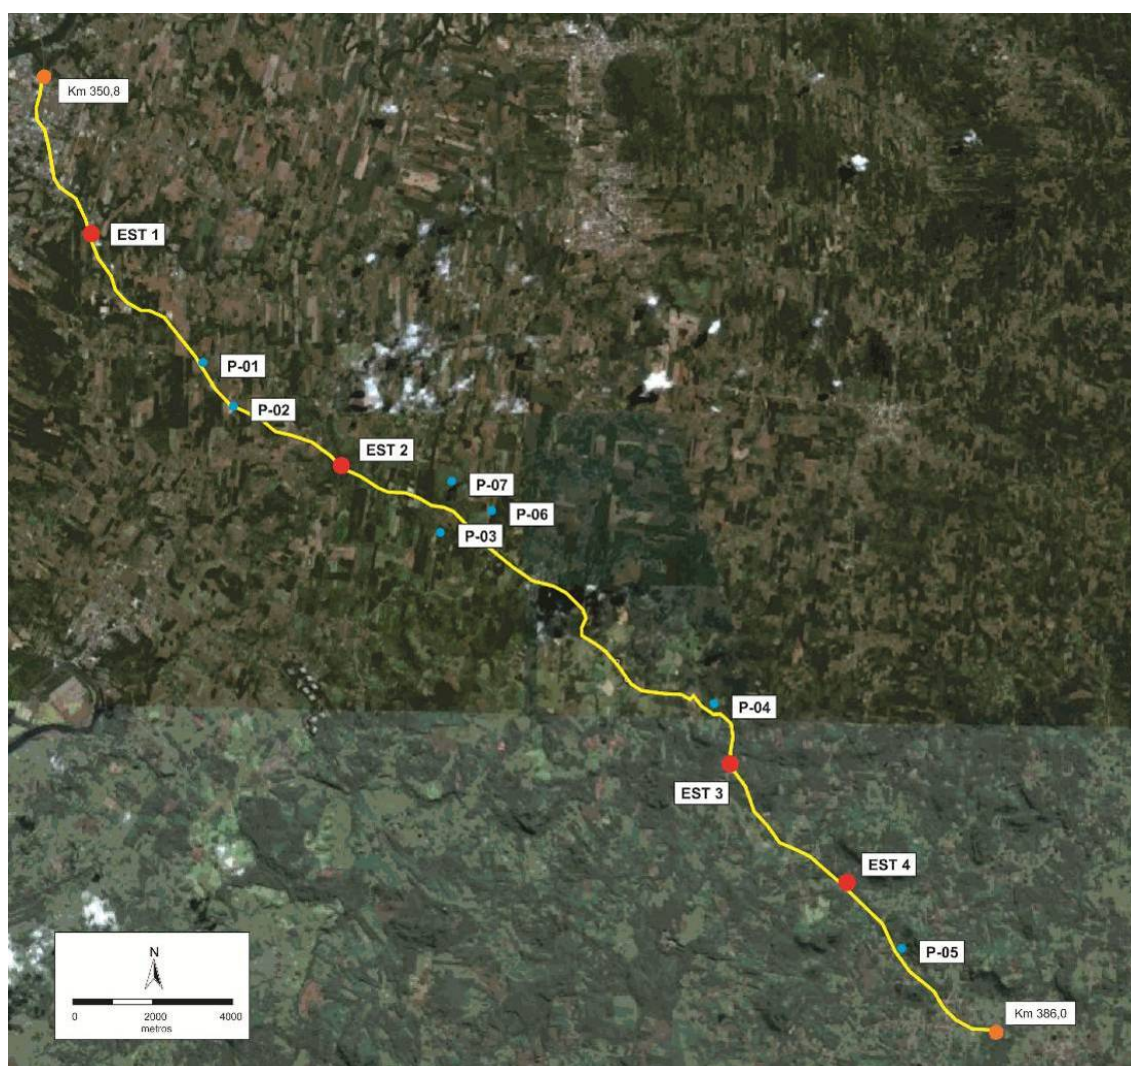 Km 350,8
EST 1
P-01
P-02
EST 2
P-07
P-06
P-03
P-04
EST 3
EST 4
P-05
Km 386,0
N
0 2000 4000
metros